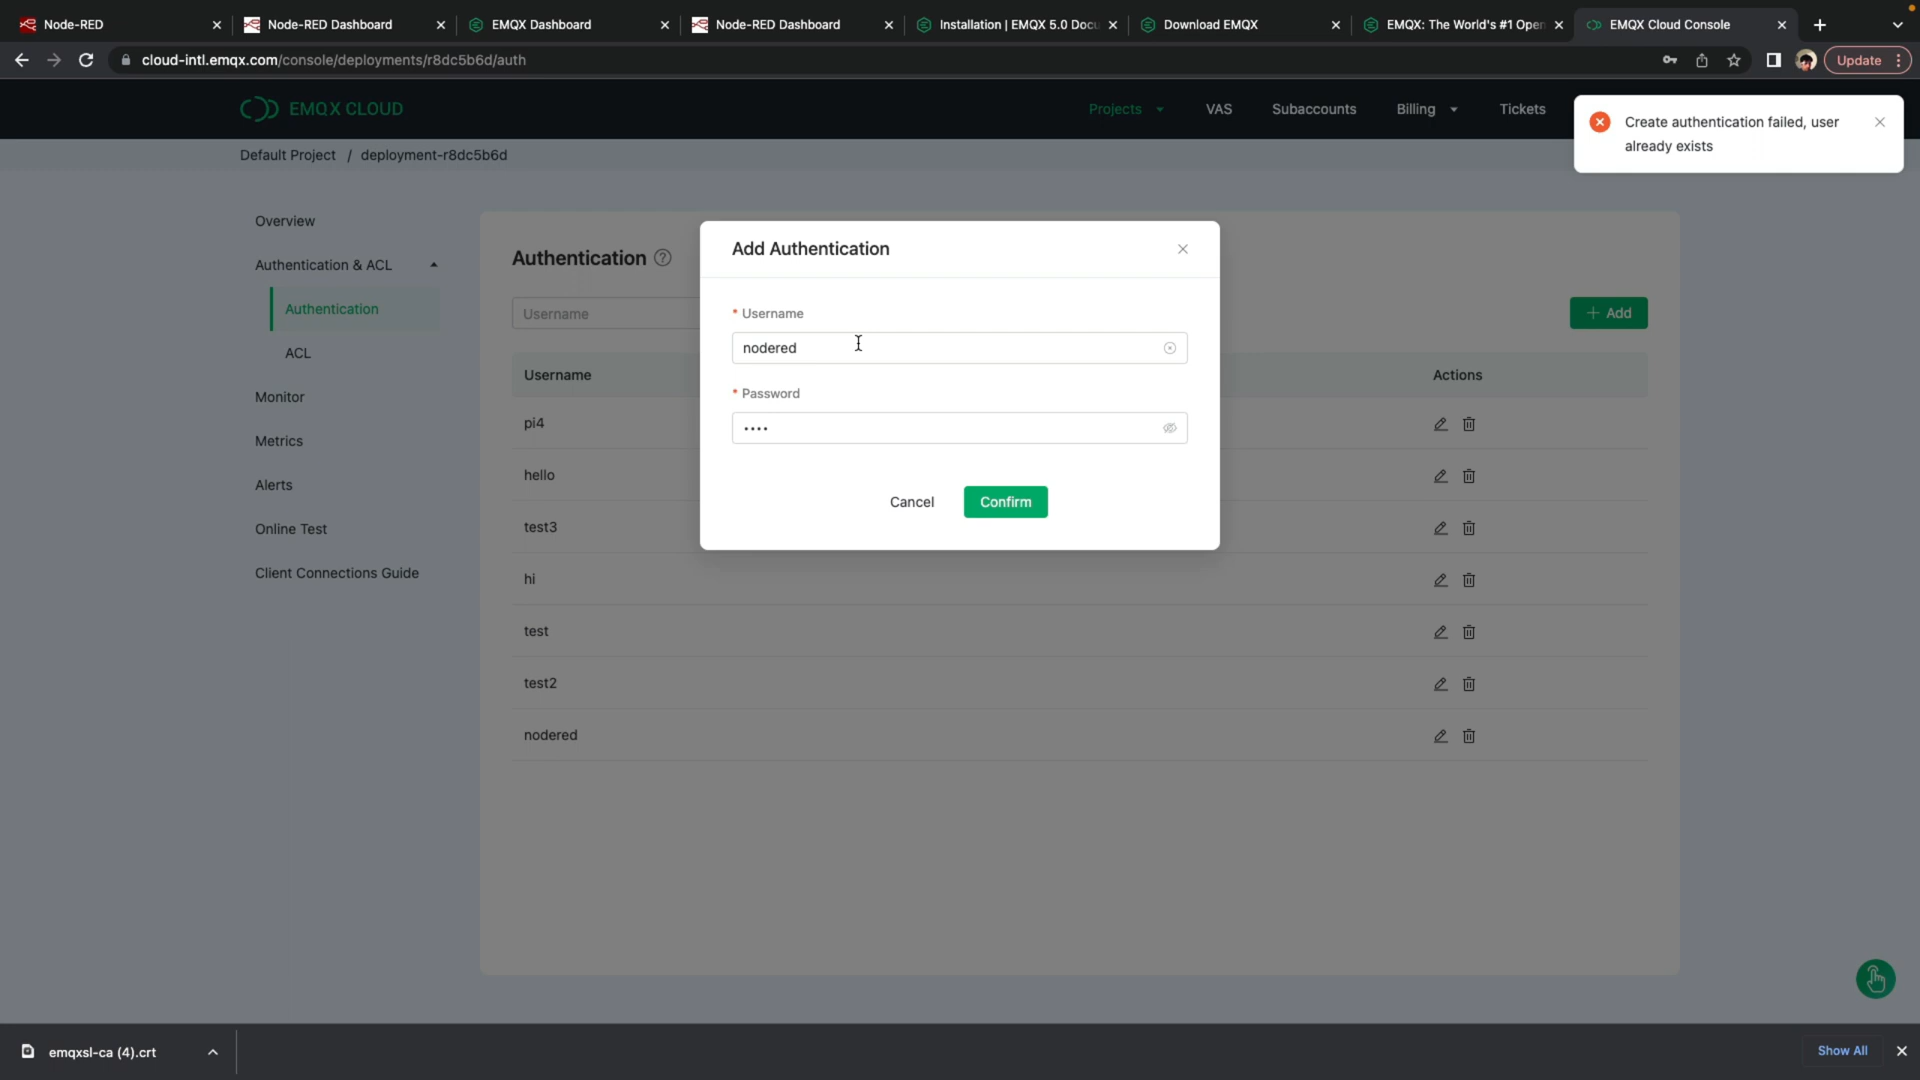 Node-RED
Node-RED Dashboard
EMQX Dashboard
Node-RED Dashboard
Installation | EMQX 5.0 Docu
Download EMQX
EMQX: The World's #1 Open
EMQX Cloud Console
cloud-intl.emqx.com/console/deployments/r8dc5b6d/auth
Update
EMQX CLOUD
Projects
VAS
Subaccounts
Billing
Tickets
Create authentication failed, user
already exists
Default Project / deployment-r8dc5b6d
Overview
Authentication & ACL
Authentication
ACL
Monitor
Metrics
Alerts
Online Test
Client Connections Guide
Authentication
Username
+ Add
Username
Actions
pi4
hello
test3
hi
test
test2
nodered
Add Authentication
* Username
nodered
* Password
••••
Cancel
Confirm
emqxsl-ca (4).crt
Show All